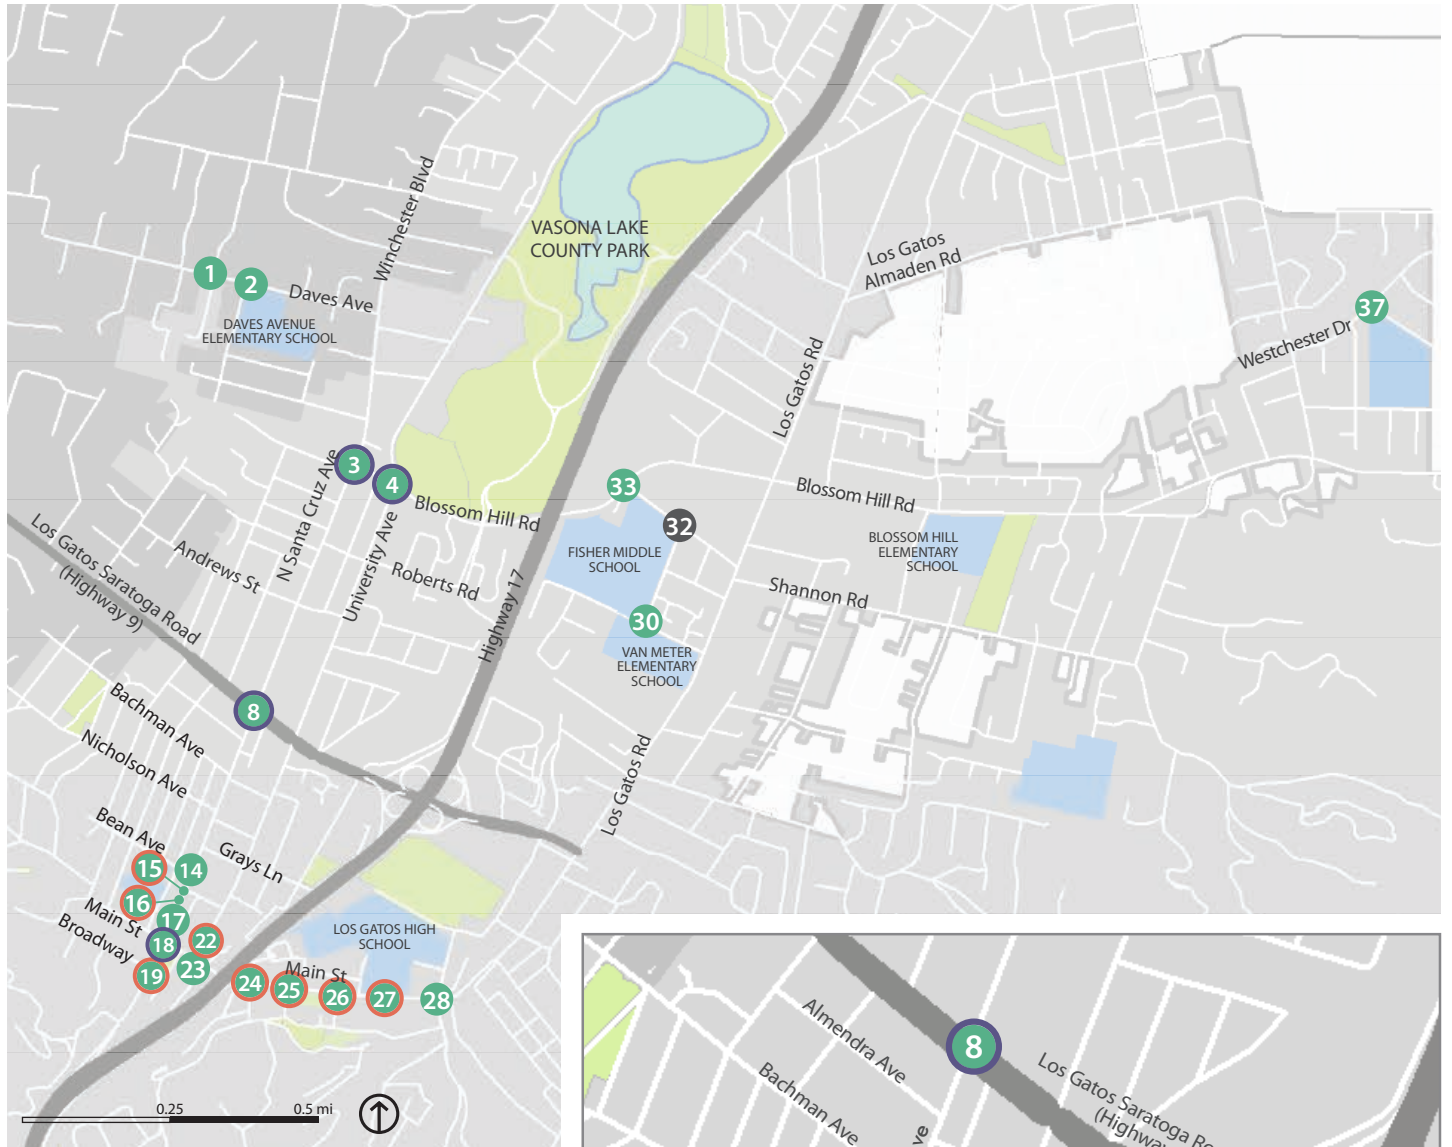 Winchester Blvd
VASONA LAKE
COUNTY PARK
Los Gatos
Almaden Rd
1
2
Daves Ave
DAVES AVENUE
ELEMENTARY SCHOOL
37
Westchester Dr
Los Gatos Rd
3
4
N Santa Cruz Ave
33
Blossom Hill Rd
Blossom Hill Rd
32
University Ave
Los Gatos Saratoga Road
(Highway 9)
Andrews St
Roberts Rd
FISHER MIDDLE
SCHOOL
BLOSSOM HILL
ELEMENTARY
SCHOOL
Highway 17
Shannon Rd
30
VAN METER
ELEMENTARY
SCHOOL
8
Bachman Ave
Nicholson Ave
Los Gatos Rd
Bean Ave
Grays Ln
15
14
16
17
Main St
Broadway
18
22
19
23
LOS GATOS HIGH
SCHOOL
Main St
24
25
26
27
28
0.25
0.5 mi
Almendra Ave
8
Bachman Ave
Los Gatos Saratoga
(Highway
ve